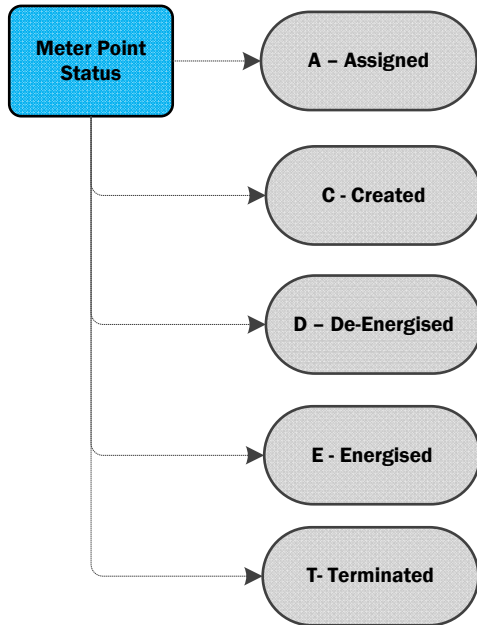 Meter Point
Status
A – Assigned
C - Created
D – De-Energised
E - Energised
T- Terminated